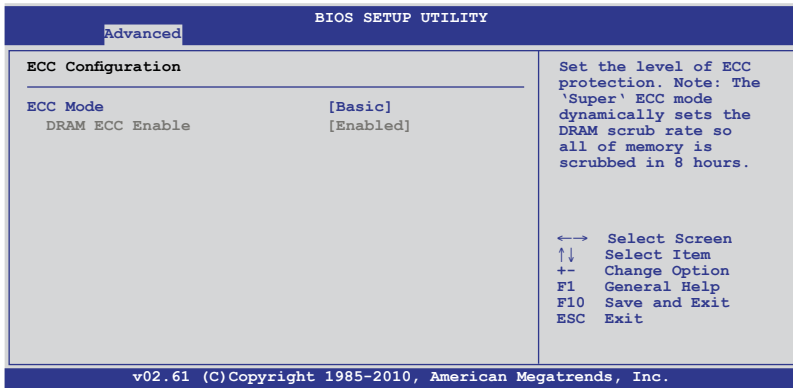 BIOS SETUP UTILITY
Advanced
ECC Configuration
ECC Mode [Basic]
DRAM ECC Enable [Enabled]
Set the level of ECC
protection. Note: The
‘Super‘ ECC mode
dynamically sets the
DRAM scrub rate so
all of memory is
scrubbed in 8 hours.
←→ Select Screen
↑↓ Select Item
+- Change Option
F1 General Help
F10 Save and Exit
ESC Exit
v02.61 (C)Copyright 1985-2010, American Megatrends, Inc.